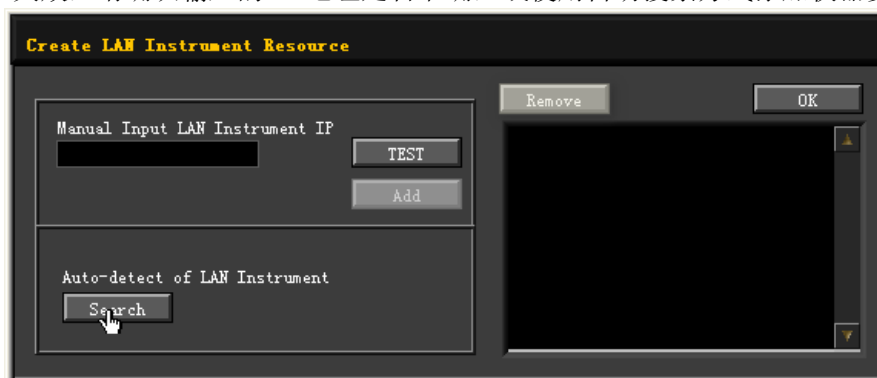 Create LAN Instrument Resource
Remove
OK
Manual Input LAN Instrument IP
TEST
Add
Auto-detect of LAN Instrument
Search